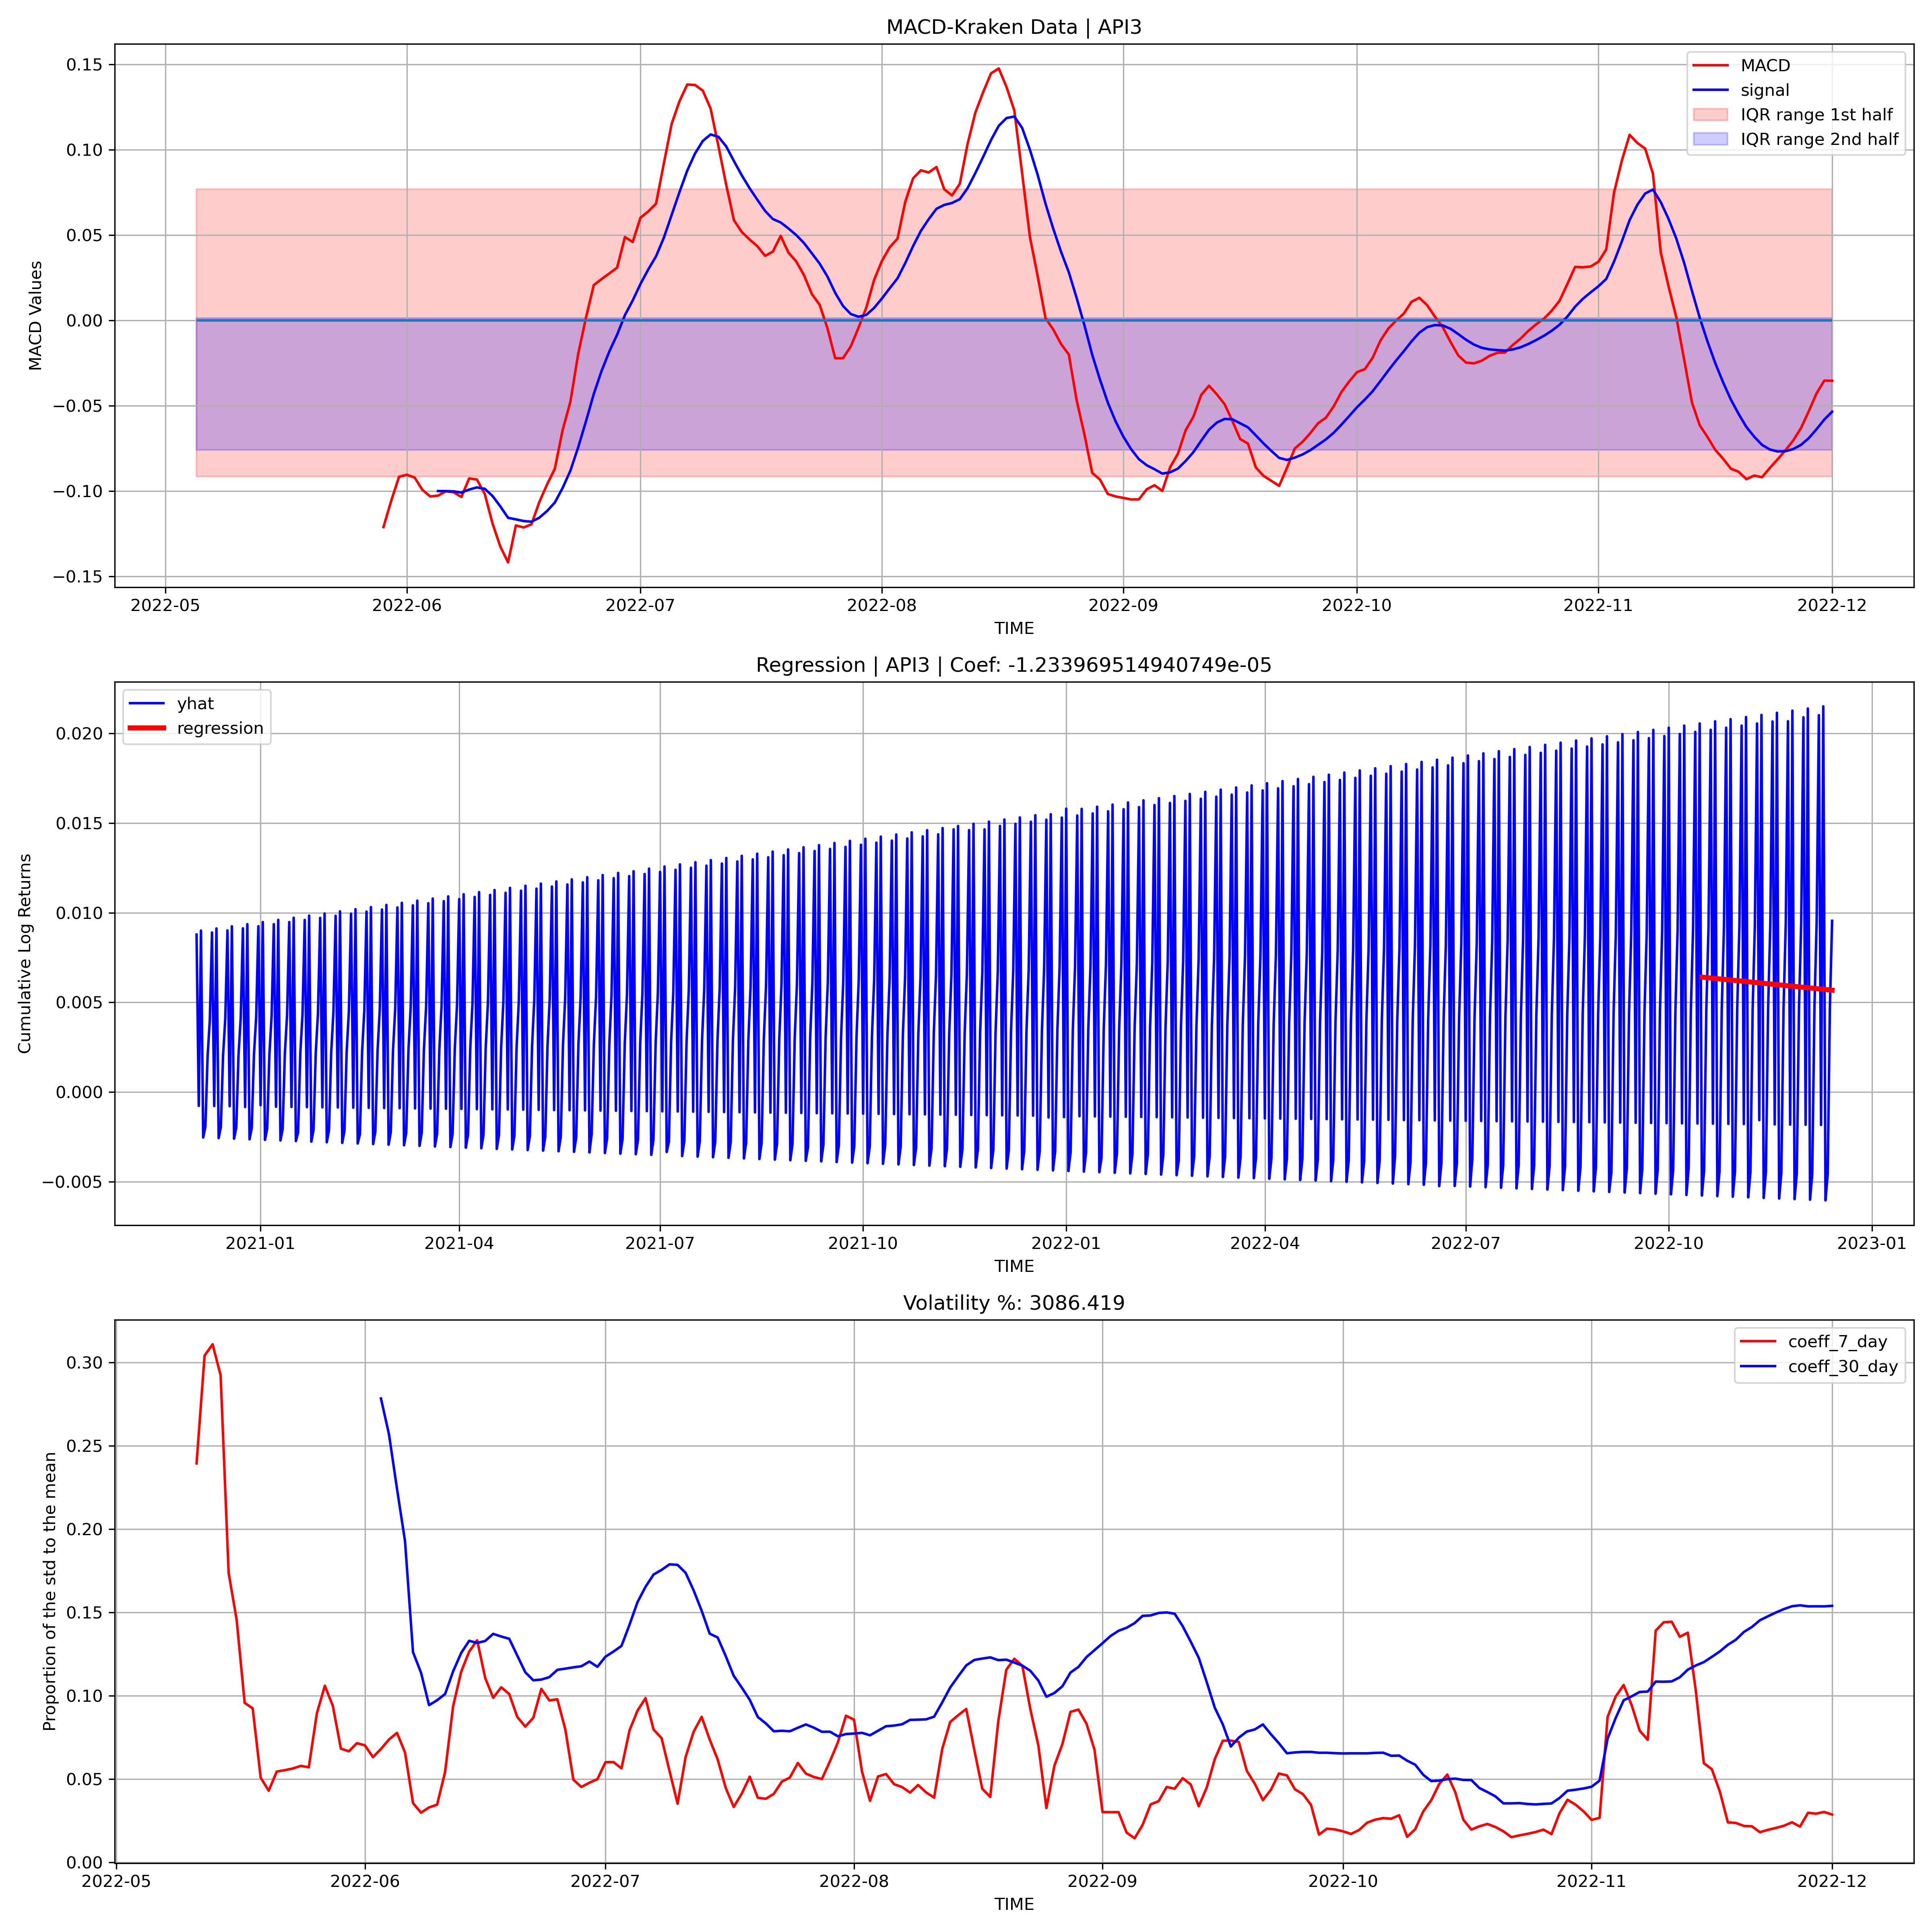 MACD-Kraken Data | API3
MACD
signal
IQR range 1st half
IQR range 2nd half
0.15
0.10
0.05
0.00
−0.05
−0.10
−0.15
MACD Values
2022-05 2022-06 2022-07 2022-08 2022-09 2022-10 2022-11 2022-12
TIME
Regression | API3 | Coef: -1.233969514940749e-05
yhat
regression
0.020
0.015
0.010
0.005
0.000
−0.005
Cumulative Log Returns
2021-01 2021-04 2021-07 2021-10 2022-01 2022-04 2022-07 2022-10 2023-01
TIME
Volatility %: 3086.419
coeff_7_day
coeff_30_day
0.30
0.25
0.20
0.15
0.10
0.05
0.00
Proportion of the std to the mean
2022-05 2022-06 2022-07 2022-08 2022-09 2022-10 2022-11 2022-12
TIME